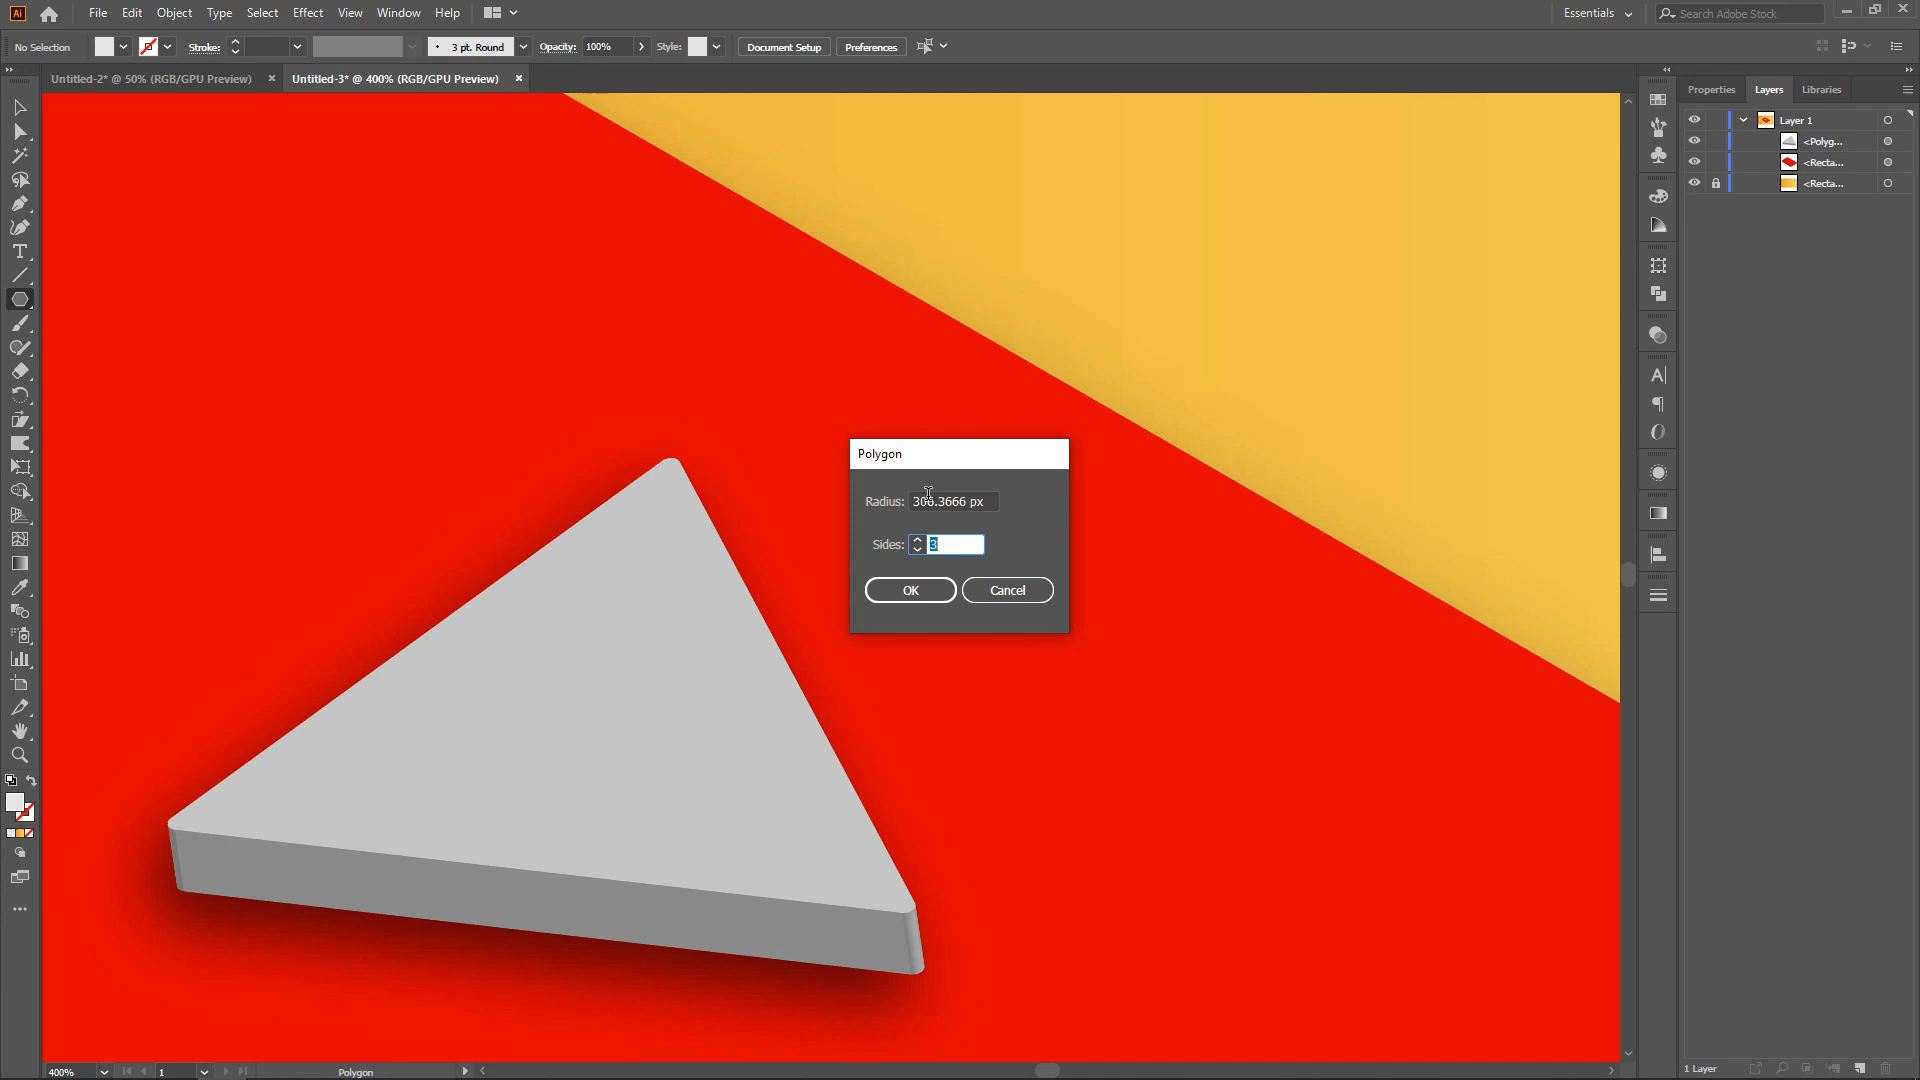 Ai File Edit Object Type Select Effect View Window Help Essentials Search Adobe Stock
No Selection Stroke: 3 pt. Round Opacity: 100% Style: Document Setup Preferences
Untitled-2* @ 50% (RGB/GPU Preview) × Untitled-3* @ 400% (RGB/GPU Preview) ×
Properties Layers Libraries
Layer 1
<Polyg...
<Recta...
<Recta...
Polygon
Radius: 306.3666 px
Sides: 3
OK Cancel
400% 1 Polygon
1 Layer